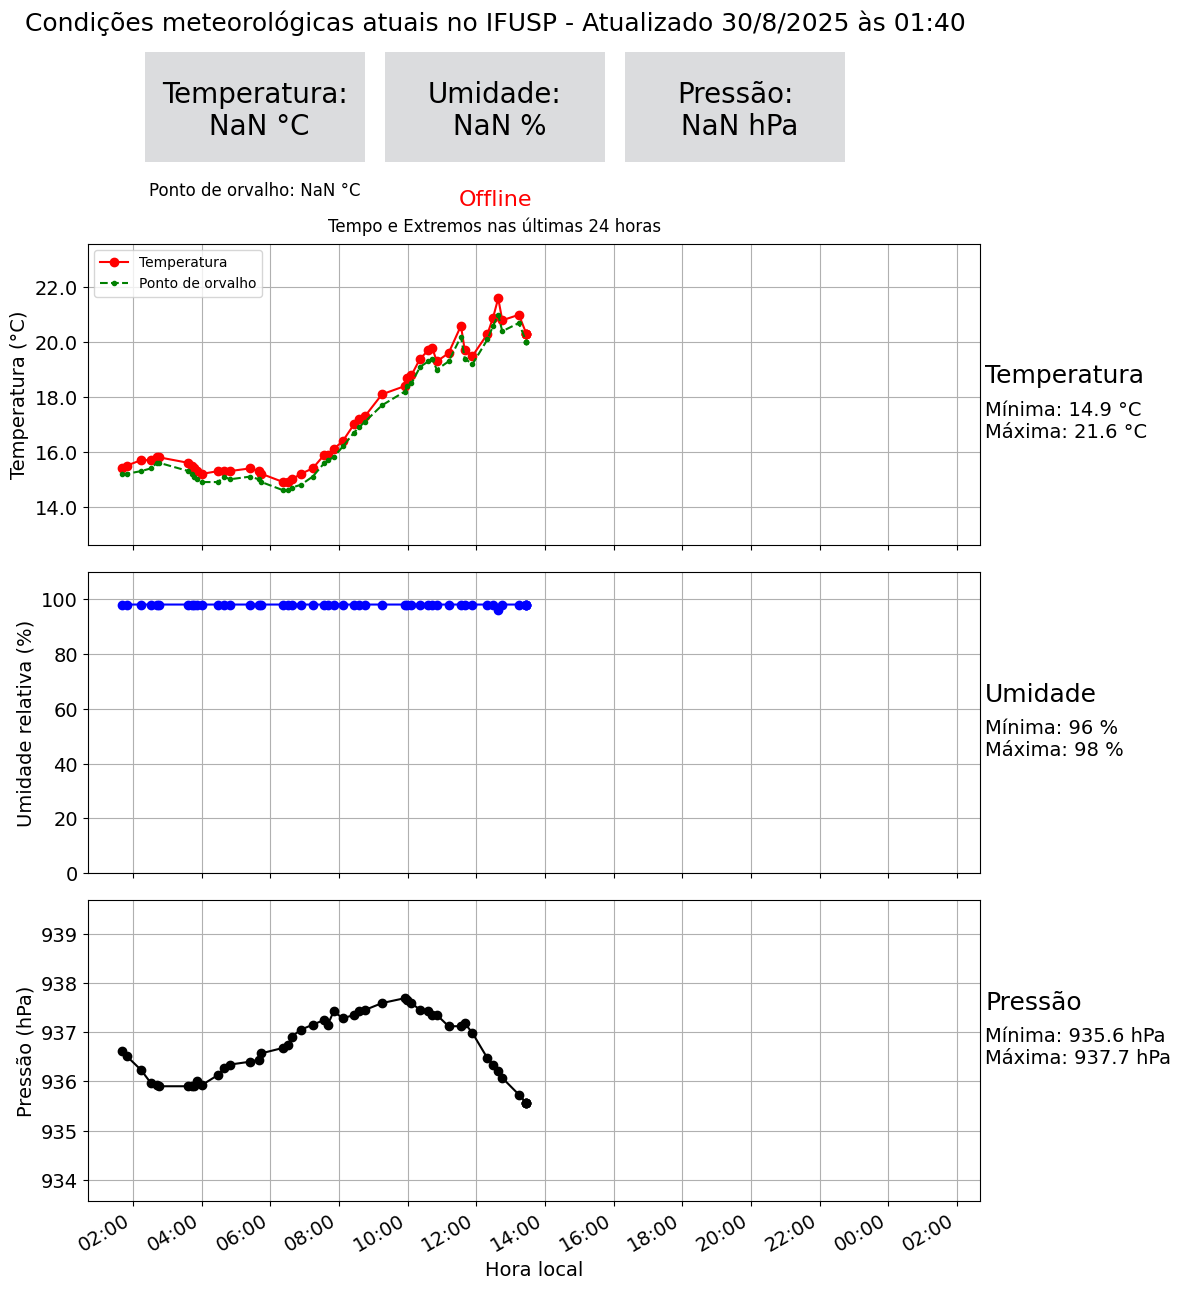 Condições meteorológicas atuais no IFUSP - Atualizado 30/8/2025 às 01:40
Temperatura:
NaN °C
Umidade:
NaN %
Pressão:
NaN hPa
Ponto de orvalho: NaN °C
Offline
Tempo e Extremos nas últimas 24 horas
Temperatura
Ponto de orvalho
Temperatura (°C)
22.0
20.0
18.0
16.0
14.0
Temperatura
Mínima: 14.9 °C
Máxima: 21.6 °C
Umidade relativa (%)
100
80
60
40
20
0
Umidade
Mínima: 96 %
Máxima: 98 %
Pressão (hPa)
939
938
937
936
935
934
Pressão
Mínima: 935.6 hPa
Máxima: 937.7 hPa
02:00 04:00 06:00 08:00 10:00 12:00 14:00 16:00 18:00 20:00 22:00 00:00 02:00
Hora local